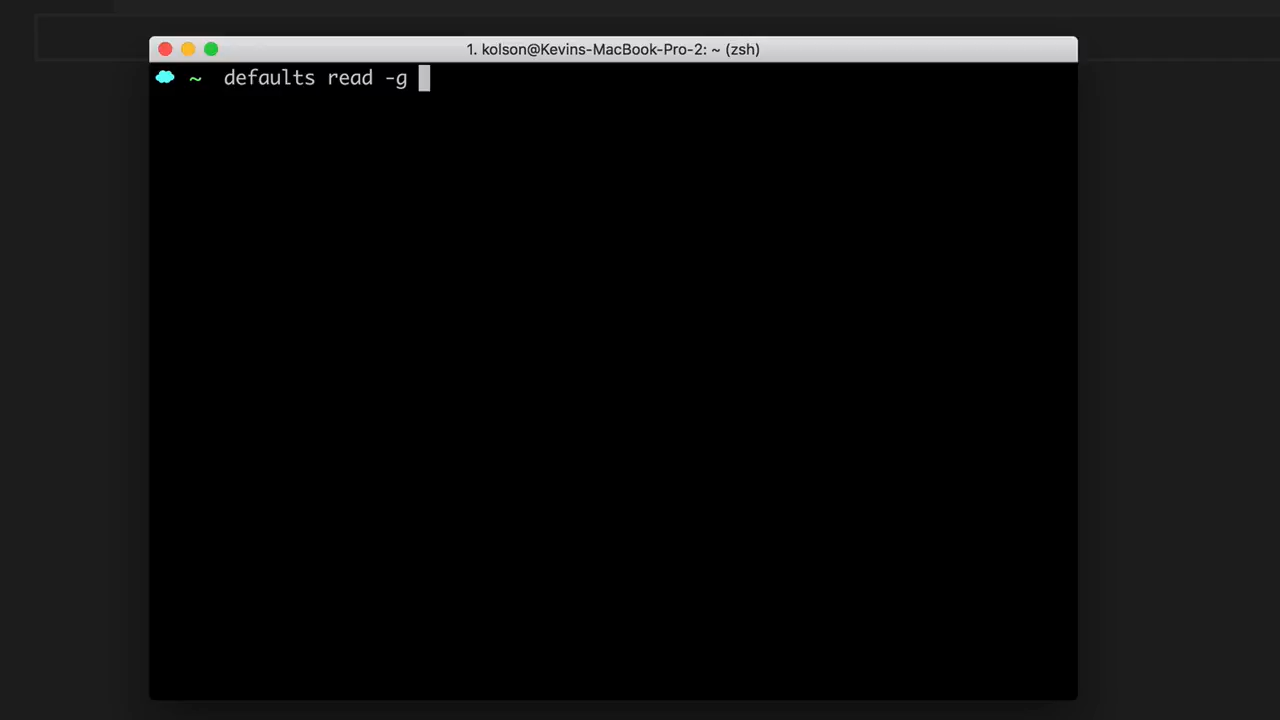 1. kolson@Kevins-MacBook-Pro-2: ~ (zsh)
~ defaults read -g